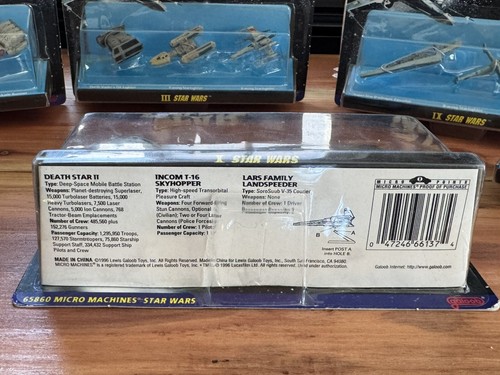 III STAR WARS
IX STAR WARS
X STAR WARS
DEATH STAR II
Type: Deep-Space Mobile Battle Station
Weapons: Planet-destroying Superlaser,
15,000 Turbolaser Batteries, 15,000
Heavy Turbolasers, 7,500 Laser
Cannons, 5,000 Ion Cannons, 768
Tractor-Beam Emplacements
Number of Crew: 485,560 plus
152,276 Gunners
Passenger Capacity: 1,295,950 Troops,
127,570 Stormtroopers, 75,860 Starship
Support Staff, 334,432 Support Ship
Pilots and Crew
INCOM T-16
SKYHOPPER
Type: High-speed Transorbital
Pleasure Craft
Weapons: Four Forward-Firing
Stun Cannons, Optional
(Civilian); Two or Four Laser
Cannons (Police Forces)
Number of Crew: 1 Pilot
Passenger Capacity: 1
LARS FAMILY
LANDSPEEDER
Type: SoroSuub V-35 Courier
Weapons: None
Number of Crew: 1 Driver
B
A
Insert POST A
into HOLE B
MICRO POINTS
MICRO MACHINES PROOF OF PURCHASE
0 47246 66137 4
Galoob Internet: http://www.galoob.com
MADE IN CHINA ©1996 Lewis Galoob Toys, Inc. All Rights Reserved. Made in China for Lewis Galoob Toys, Inc., South San Francisco, CA 94080.
MICRO MACHINES® is a registered trademark of Lewis Galoob Toys, Inc. ®, TM & ©1996 Lucasfilm Ltd. All rights reserved. Used under authorization.
65860 MICRO MACHINES® STAR WARS